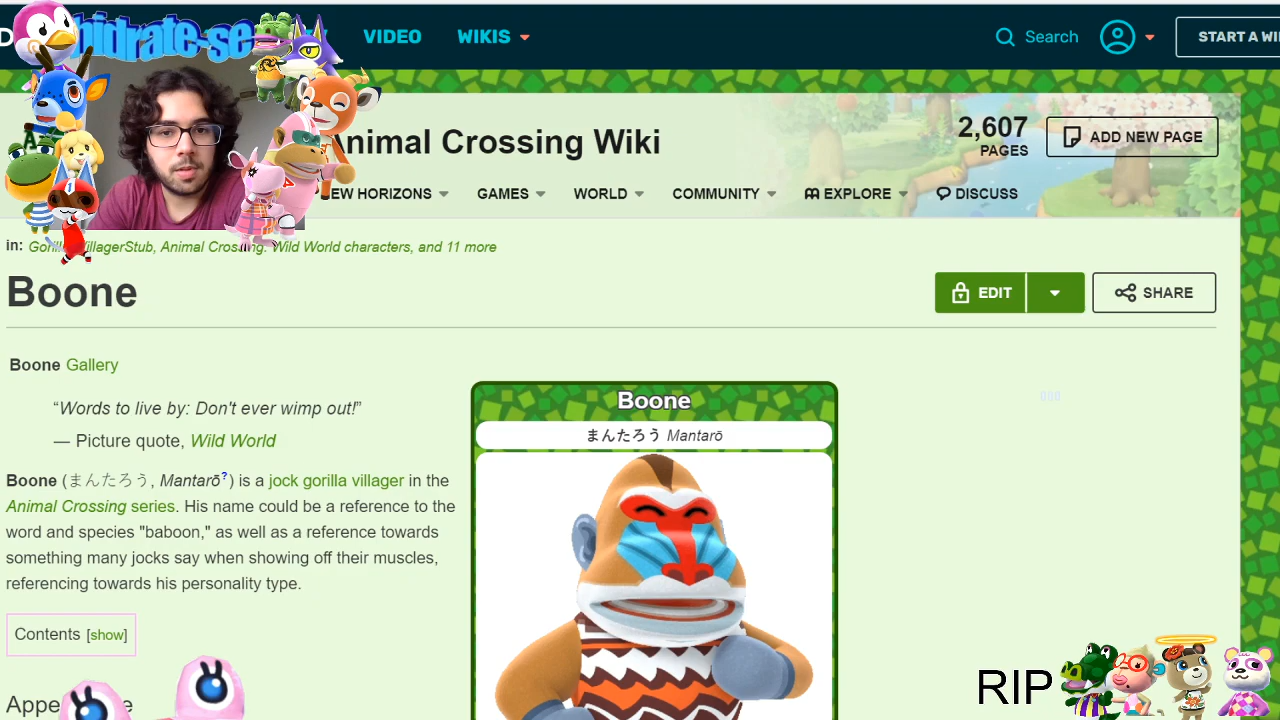 D
hidrate-se
VIDEO
WIKIS
Search
START A WI
Animal Crossing Wiki
2,607
PAGES
ADD NEW PAGE
EW HORIZONS
GAMES
WORLD
COMMUNITY
EXPLORE
DISCUSS
in: Gorilla VillagerStub, Animal Crossing: Wild World characters, and 11 more
Boone
EDIT
SHARE
Boone Gallery
“Words to live by: Don't ever wimp out!”
— Picture quote, Wild World
Boone (まんたろう, Mantarō?) is a jock gorilla villager in the
Animal Crossing series. His name could be a reference to the
word and species "baboon," as well as a reference towards
something many jocks say when showing off their muscles,
referencing towards his personality type.
Contents [show]
Appe e
Boone
まんたろう Mantarō
RIP